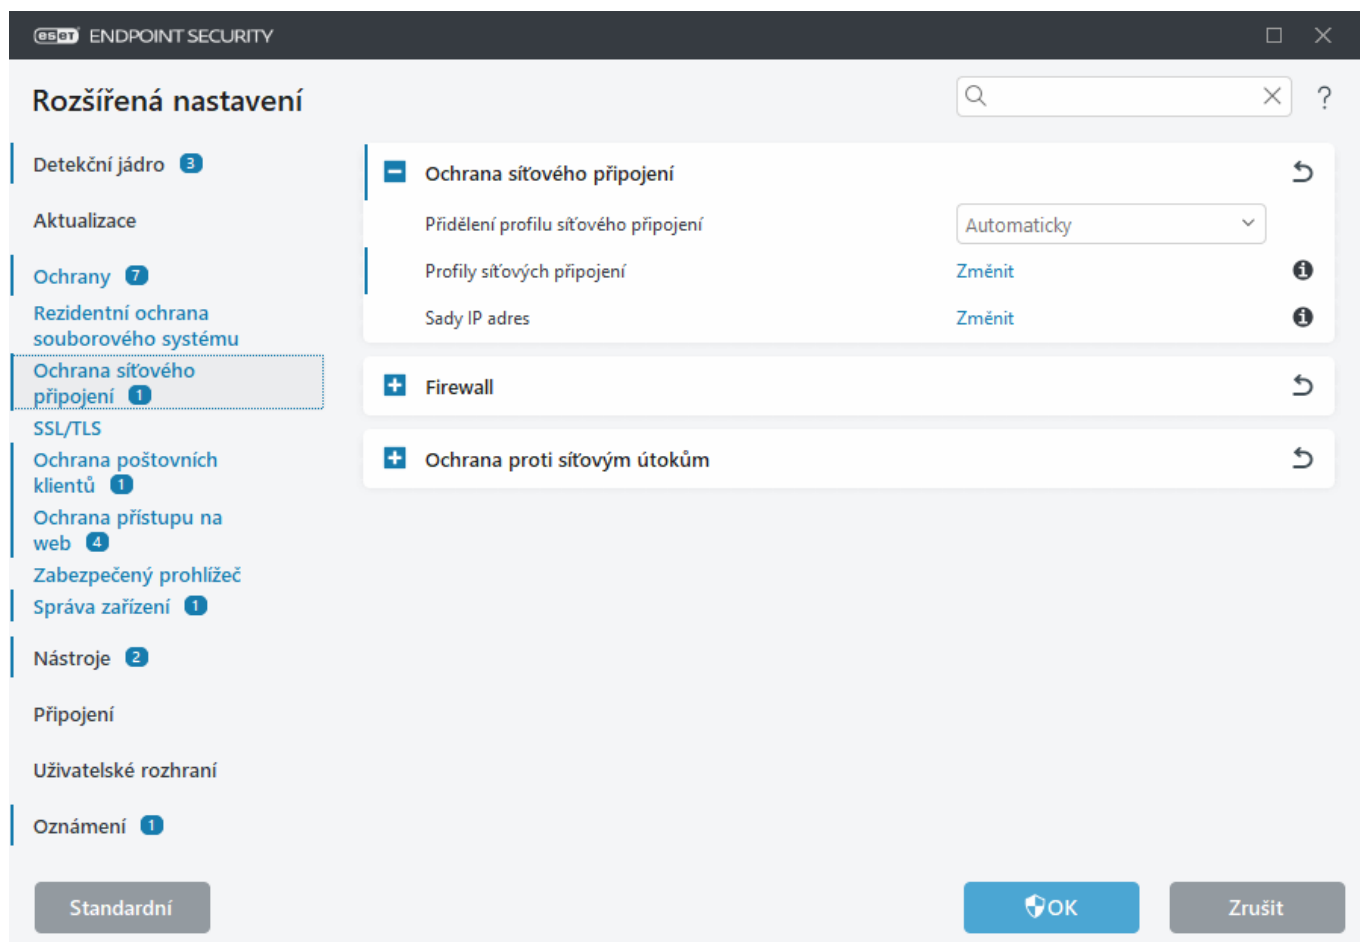 eset ENDPOINT SECURITY
Rozšířená nastavení
?
Detekční jádro 3
Aktualizace
Ochrany 7
Rezidentní ochrana
souborového systému
Ochrana síťového
připojení 1
SSL/TLS
Ochrana poštovních
klientů 1
Ochrana přístupu na
web 4
Zabezpečený prohlížeč
Správa zařízení 1
Nástroje 2
Připojení
Uživatelské rozhraní
Oznámení 1
Ochrana síťového připojení
Přidělení profilu síťového připojení Automaticky
Profily síťových připojení Změnit
Sady IP adres Změnit
Firewall
Ochrana proti síťovým útokům
Standardní
OK
Zrušit